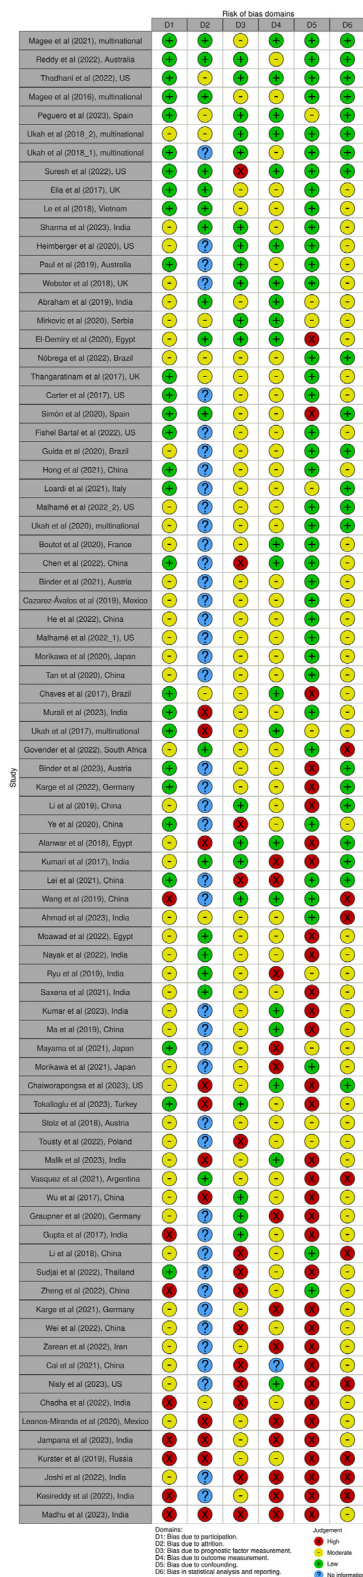 Risk of bias domains
D1 D2 D3 D4 D5 D6
Magee et al (2021), multinational + + - + + +
Reddy et al (2022), Australia + + + - + +
Thadhani et al (2022), US + - + + + +
Magee et al (2016), multinational + + - - + +
Peguero et al (2023), Spain + - + + - +
Ukah et al (2018_2), multinational - - + + + +
Ukah et al (2018_1), multinational + ? + + + +
Suresh et al (2022), US + + X + + +
Elia et al (2017), UK + + - - + -
Le et al (2018), Vietnam + + - - + -
Sharma et al (2023), India - + + - + -
Heimberger et al (2020), US - ? + + + -
Paul et al (2019), Australia + ? + - + -
Webster et al (2018), UK - ? + + + -
Abraham et al (2019), India - + - + - -
Mirkovic et al (2020), Serbia - - + + - -
El-Demiry et al (2020), Egypt - + + + X -
Nóbrega et al (2022), Brazil - - - - + +
Thangaratinam et al (2017), UK + - - - + -
Carter et al (2017), US + ? - - + -
Simón et al (2020), Spain + + - - X +
Fishel Bartal et al (2022), US + ? - - + -
Guida et al (2020), Brazil - ? - - + +
Hong et al (2021), China + ? - - + -
Loardi et al (2021), Italy + ? - - - +
Malhamé et al (2022_2), US - ? - - + +
Ukah et al (2020), multinational - ? - - + +
Boutot et al (2020), France - ? - + + -
Chen et al (2022), China + ? X + + -
Binder et al (2021), Austria - ? - - + -
Cazarez-Ávalos et al (2019), Mexico - ? - - + -
He et al (2022), China - ? - - + -
Malhamé et al (2022_1), US - ? - - + -
Morikawa et al (2020), Japan - ? - - + -
Tan et al (2020), China - ? - - + -
Chaves et al (2017), Brazil + - - + X -
Murali et al (2023), India + X - - + -
Ukah et al (2017), multinational + X - + - -
Govender et al (2022), South Africa - + - - + X
Binder et al (2023), Austria + ? - - X +
Karge et al (2022), Germany + ? - - X +
Li et al (2019), China - ? + - X +
Ye et al (2020), China + ? X - + -
Alanwar et al (2018), Egypt - X + + X +
Kumari et al (2017), India - + + X X +
Lei et al (2021), China + ? X X + +
Wang et al (2019), China X ? + + + X
Ahmad et al (2023), India - - - - + X
Moawad et al (2022), Egypt - + - - X -
Nayak et al (2022), India - + - - X -
Ryu et al (2019), India - + - X - -
Saxena et al (2021), India - + - - X -
Kumar et al (2023), India - ? - + X -
Ma et al (2019), China - ? - + X -
Mayama et al (2021), Japan + ? - X - -
Morikawa et al (2021), Japan - ? - X + -
Chaiworapongsa et al (2023), US - X - + X +
Tokalioglu et al (2023), Turkey + X + - X -
Stolz et al (2018), Austria - ? - - - -
Tousty et al (2022), Poland - ? X - - -
Malik et al (2023), India - X - + X -
Vasquez et al (2021), Argentina - + - - X X
Wu et al (2017), China - X + - X -
Graupner et al (2020), Germany - ? + X X -
Gupta et al (2017), India X ? + - X -
Li et al (2018), China - ? X - + X
Sudjai et al (2022), Thailand + ? X - X -
Zheng et al (2022), China X ? X - + -
Karge et al (2021), Germany - ? - X X -
Wei et al (2022), China - ? X - X -
Zarean et al (2022), Iran - ? - X X -
Cai et al (2021), China - ? X ? X -
Nisly et al (2023), US - ? X + X X
Chadha et al (2022), India X - X - X -
Leanos-Miranda et al (2020), Mexico - X - X X -
Jampana et al (2023), India X X - X X -
Kurster et al (2019), Russia X X - X X X
Joshi et al (2022), India - ? X X X X
Kesireddy et al (2022), India X ? X X X X
Madhu et al (2023), India X X X X X -
Study
Domains:
D1: Bias due to participation.
D2: Bias due to attrition.
D3: Bias due to prognostic factor measurement.
D4: Bias due to outcome measurement.
D5: Bias due to confounding.
D6: Bias in statistical analysis and reporting.
Judgement
X High
- Moderate
+ Low
? No information